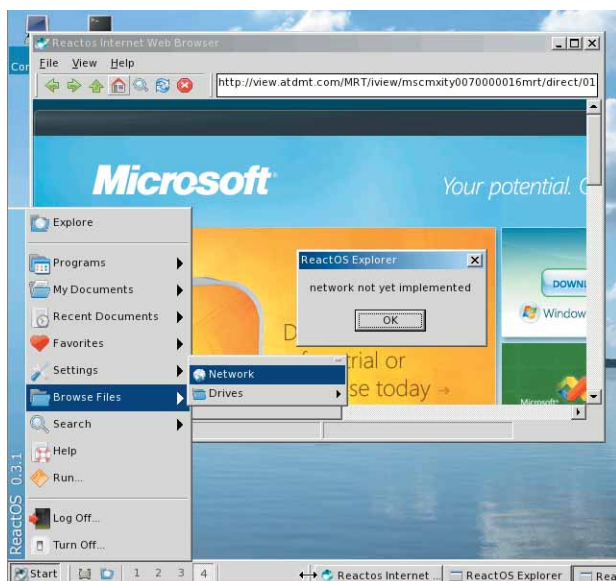 Reactos Internet Web Browser
File View Help
http://view.atdmt.com/MRT/iview/mscmxity0070000016mrt/direct/01
Microsoft
Your potential.
Explore
Programs
My Documents
Recent Documents
Favorites
Settings
Browse Files
Search
Help
Run...
Log Off...
Turn Off...
ReactOS 0.3.1
ReactOS Explorer
network not yet implemented
OK
Network
Drives
trial or
se today →
DOWNL
Window
Microsoft
Start
1 2 3 4
Reactos Internet ...
ReactOS Explorer
Rea